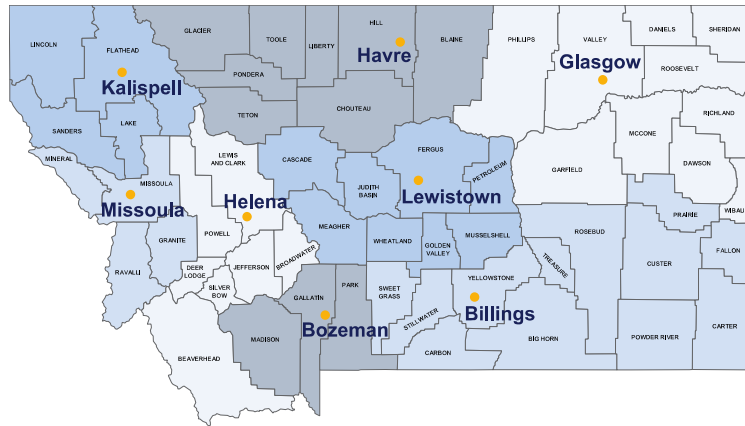 LINCOLN
FLATHEAD
GLACIER
TOOLE
LIBERTY
HILL
BLAINE
PHILLIPS
VALLEY
DANIELS
SHERIDAN
Kalispell
PONDERA
Havre
Glasgow
ROOSEVELT
CHOUTEAU
TETON
SANDERS
LAKE
RICHLAND
MCCONE
MINERAL
MISSOULA
LEWIS
AND CLARK
CASCADE
FERGUS
PETROLEUM
GARFIELD
DAWSON
JUDITH
BASIN
Missoula
Helena
Lewistown
WIBAU
PRAIRIE
POWELL
MEAGHER
WHEATLAND
GOLDEN
VALLEY
MUSSELSHELL
ROSEBUD
TREASURE
CUSTER
FALLON
GRANITE
RAVALLI
DEER
LODGE
JEFFERSON
BROADWATER
SILVER
BOW
GALLATIN
PARK
SWEET
GRASS
STILL WATER
YELLOWSTONE
Bozeman
Billings
MADISON
BEAVERHEAD
CARBON
BIG HORN
POWDER RIVER
CARTER